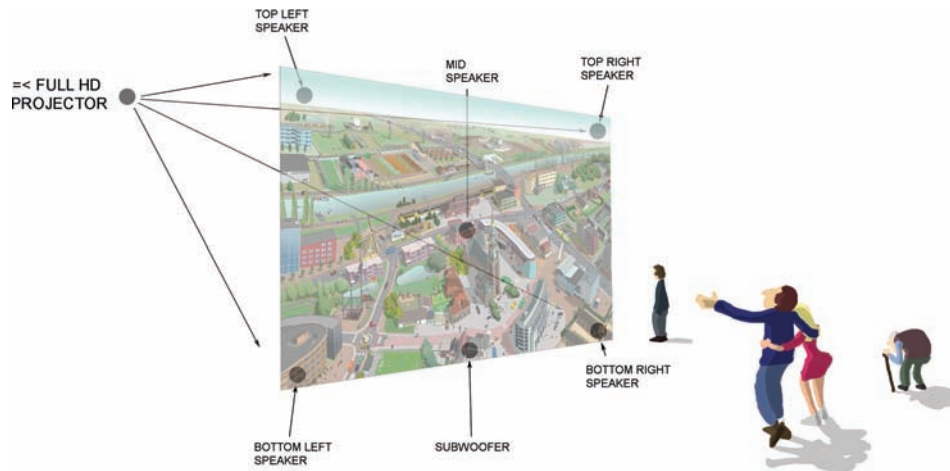 TOP LEFT
SPEAKER
MID
SPEAKER
TOP RIGHT
SPEAKER
=< FULL HD
PROJECTOR
BOTTOM RIGHT
SPEAKER
BOTTOM LEFT
SPEAKER
SUBWOOFER